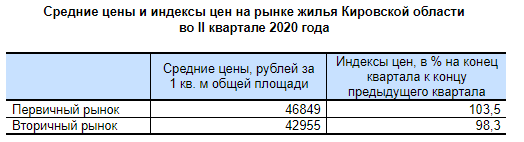 Средние цены и индексы цен на рынке жилья Кировской области
во II квартале 2020 года
Средние цены, рублей за
1 кв. м общей площади
Индексы цен, в % на конец
квартала к концу
предыдущего квартала
Первичный рынок 46849 103,5
Вторичный рынок 42955 98,3